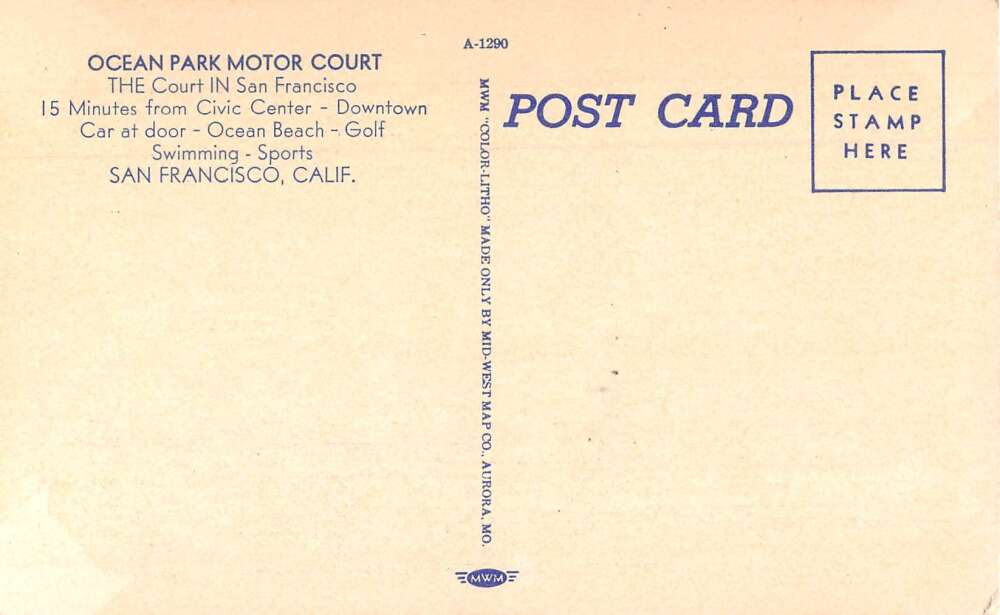 A-1290
OCEAN PARK MOTOR COURT
THE Court IN San Francisco
15 Minutes from Civic Center - Downtown
Car at door - Ocean Beach - Golf
Swimming - Sports
SAN FRANCISCO, CALIF.
MWM "COLOR-LITHO" MADE ONLY BY MID-WEST MAP CO., AURORA, MO.
MWM
POST CARD
PLACE
STAMP
HERE